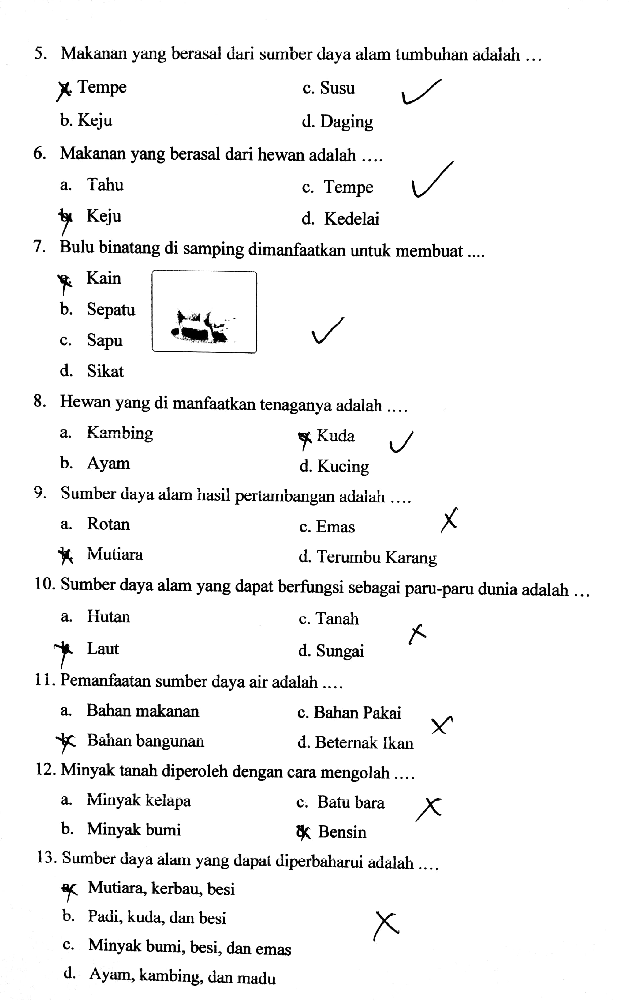 5. Makanan yang berasal dari sumber daya alam tumbuhan adalah ...
a. Tempe c. Susu
b. Keju d. Daging
6. Makanan yang berasal dari hewan adalah ....
a. Tahu c. Tempe
b. Keju d. Kedelai
7. Bulu binatang di samping dimanfaatkan untuk membuat ....
a. Kain
b. Sepatu
c. Sapu
d. Sikat
8. Hewan yang di manfaatkan tenaganya adalah ....
a. Kambing c. Kuda
b. Ayam d. Kucing
9. Sumber daya alam hasil pertambangan adalah ....
a. Rotan c. Emas
b. Mutiara d. Terumbu Karang
10. Sumber daya alam yang dapat berfungsi sebagai paru-paru dunia adalah ...
a. Hutan c. Tanah
b. Laut d. Sungai
11. Pemanfaatan sumber daya air adalah ....
a. Bahan makanan c. Bahan Pakai
b. Bahan bangunan d. Beternak Ikan
12. Minyak tanah diperoleh dengan cara mengolah ....
a. Minyak kelapa c. Batu bara
b. Minyak bumi d. Bensin
13. Sumber daya alam yang dapat diperbaharui adalah ....
a. Mutiara, kerbau, besi
b. Padi, kuda, dan besi
c. Minyak bumi, besi, dan emas
d. Ayam, kambing, dan madu